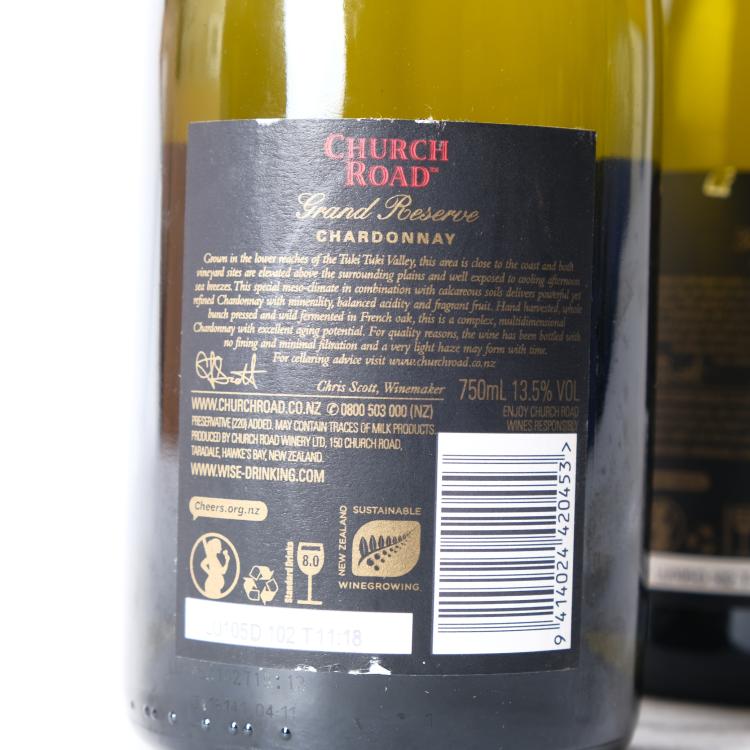 CHURCH
ROAD™
Grand Reserve
CHARDONNAY
Grown in the lower reaches of the Tuki Tuki Valley, this area is close to the coast and both
vineyard sites are elevated above the surrounding plains and well exposed to cooling afternoon
sea breezes. This special meso-climate in combination with calcareous soils delivers powerful yet
refined Chardonnay with minerality, balanced acidity and fragrant fruit. Hand harvested, whole
bunch pressed and wild fermented in French oak, this is a complex, multidimensional
Chardonnay with excellent aging potential. For quality reasons, the wine has been bottled with
no fining and minimal filtration and a very light haze may form with time.
For cellaring advice visit www.churchroad.co.nz
Chris Scott, Winemaker
750mL 13.5% VOL
ENJOY CHURCH ROAD
WINES RESPONSIBLY
WWW.CHURCHROAD.CO.NZ ✆ 0800 503 000 (NZ)
PRESERVATIVE (220) ADDED. MAY CONTAIN TRACES OF MILK PRODUCTS.
PRODUCED BY CHURCH ROAD WINERY LTD, 150 CHURCH ROAD,
TARADALE, HAWKE'S BAY, NEW ZEALAND.
WWW.WISE-DRINKING.COM
Cheers.org.nz
Standard Drinks
8.0
NEW ZEALAND
SUSTAINABLE
WINEGROWING
9 414024 420453 >
102 T11:18